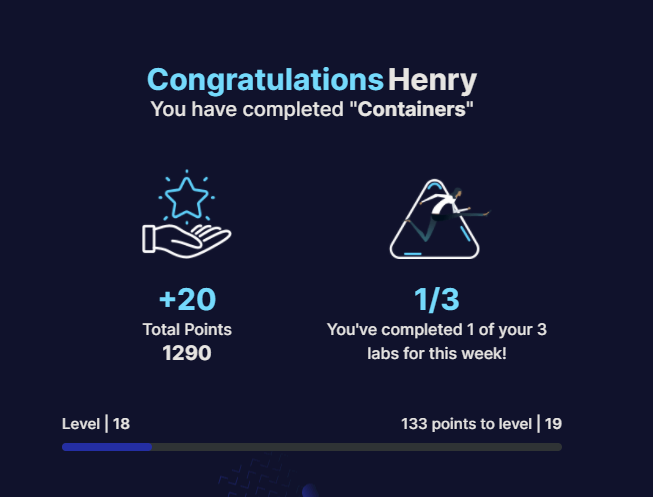 Congratulations Henry
You have completed "Containers"
+20
Total Points
1290
1/3
You've completed 1 of your 3
labs for this week!
Level | 18
133 points to level | 19